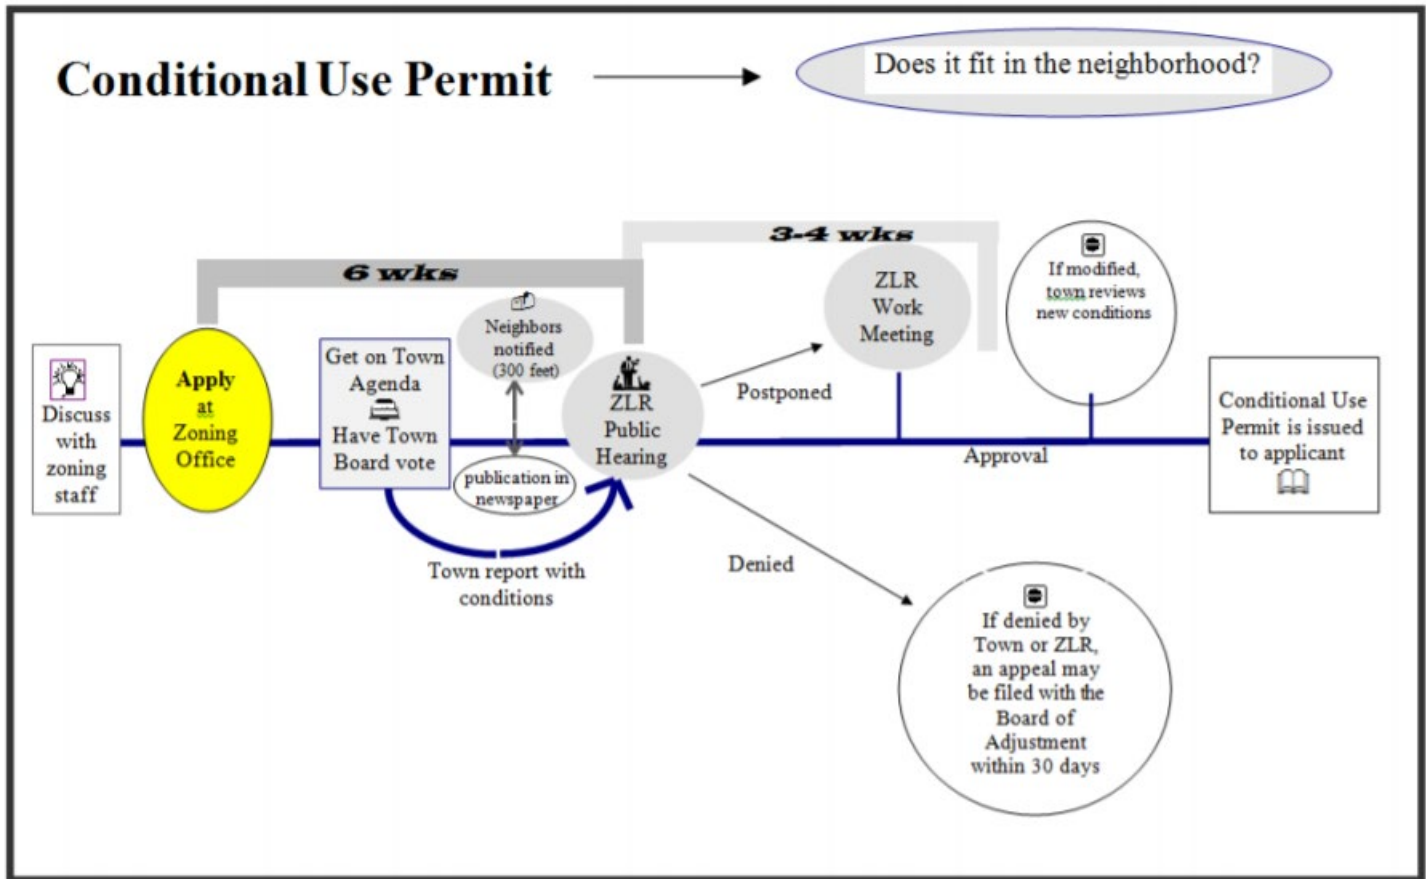 Conditional Use Permit
Does it fit in the neighborhood?
6 wks
3-4 wks
Discuss
with
zoning
staff
Apply
at
Zoning
Office
Get on Town
Agenda
Have Town
Board vote
Neighbors
notified
(300 feet)
publication in
newspaper
Town report with
conditions
ZLR
Public
Hearing
Postponed
ZLR
Work
Meeting
If modified,
town reviews
new conditions
Approval
Conditional Use
Permit is issued
to applicant
Denied
If denied by
Town or ZLR,
an appeal may
be filed with the
Board of
Adjustment
within 30 days